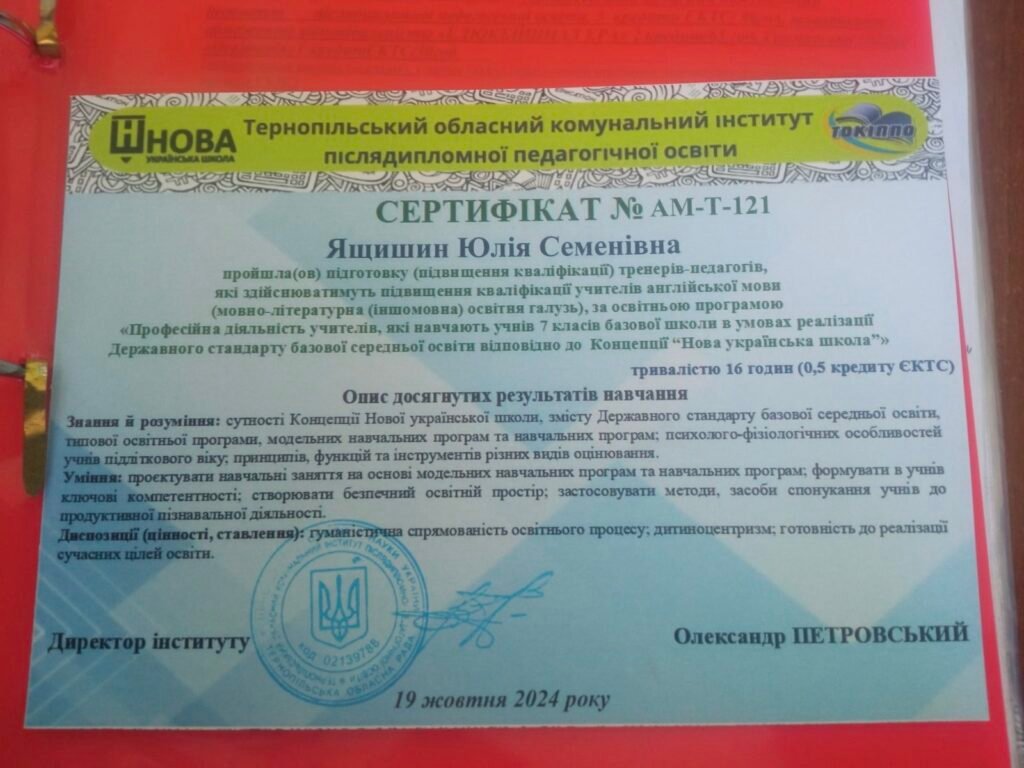 НОВА
УКРАЇНСЬКА ШКОЛА
Тернопільський обласний комунальний інститут
післядипломної педагогічної освіти
ТОКІППО
СЕРТИФІКАТ № АМ-Т-121
Ящишин Юлія Семенівна
пройшла(ов) підготовку (підвищення кваліфікації) тренерів-педагогів,
які здійснюватимуть підвищення кваліфікації учителів англійської мови
(мовно-літературна (іншомовна) освітня галузь), за освітньою програмою
«Професійна діяльність учителів, які навчають учнів 7 класів базової школи в умовах реалізації
Державного стандарту базової середньої освіти відповідно до Концепції “Нова українська школа”»
тривалістю 16 годин (0,5 кредиту ЄКТС)
Опис досягнутих результатів навчання
Знання й розуміння: сутності Концепції Нової української школи, змісту Державного стандарту базової середньої освіти,
типової освітньої програми, модельних навчальних програм та навчальних програм; психолого-фізіологічних особливостей
учнів підліткового віку; принципів, функцій та інструментів різних видів оцінювання.
Уміння: проєктувати навчальні заняття на основі модельних навчальних програм та навчальних програм; формувати в учнів
ключові компетентності; створювати безпечний освітній простір; застосовувати методи, засоби спонукання учнів до
продуктивної пізнавальної діяльності.
Диспозиції (цінності, ставлення): гуманістична спрямованість освітнього процесу; дитиноцентризм; готовність до реалізації
сучасних цілей освіти.
Директор інституту
КОД 02139788
ТЕРНОПІЛЬСЬКА ОБЛАСНА РАДА
Олександр ПЕТРОВСЬКИЙ
19 жовтня 2024 року